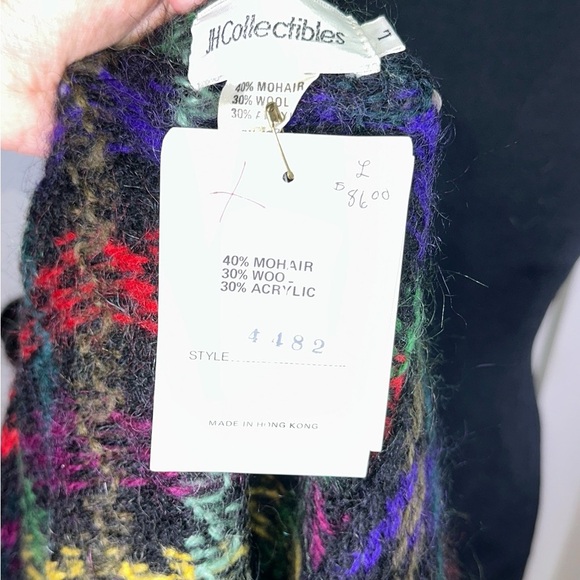 JHCollectibles
L
40% MOHAIR
30% WOOL
30%
L
$86.00
40% MOHAIR
30% WOOL
30% ACRYLIC
4482
STYLE
MADE IN HONG KONG